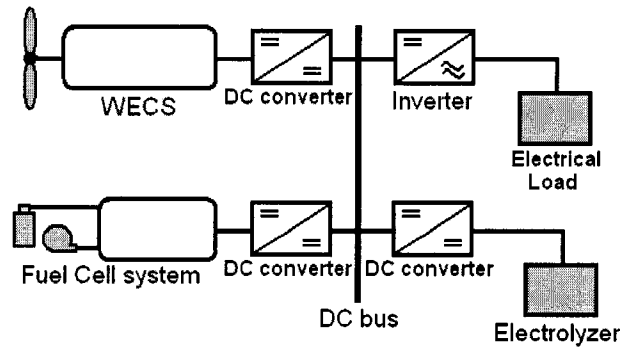 WECS
DC converter
Inverter
Electrical
Load
Fuel Cell system
DC converter
DC converter
DC bus
Electrolyzer